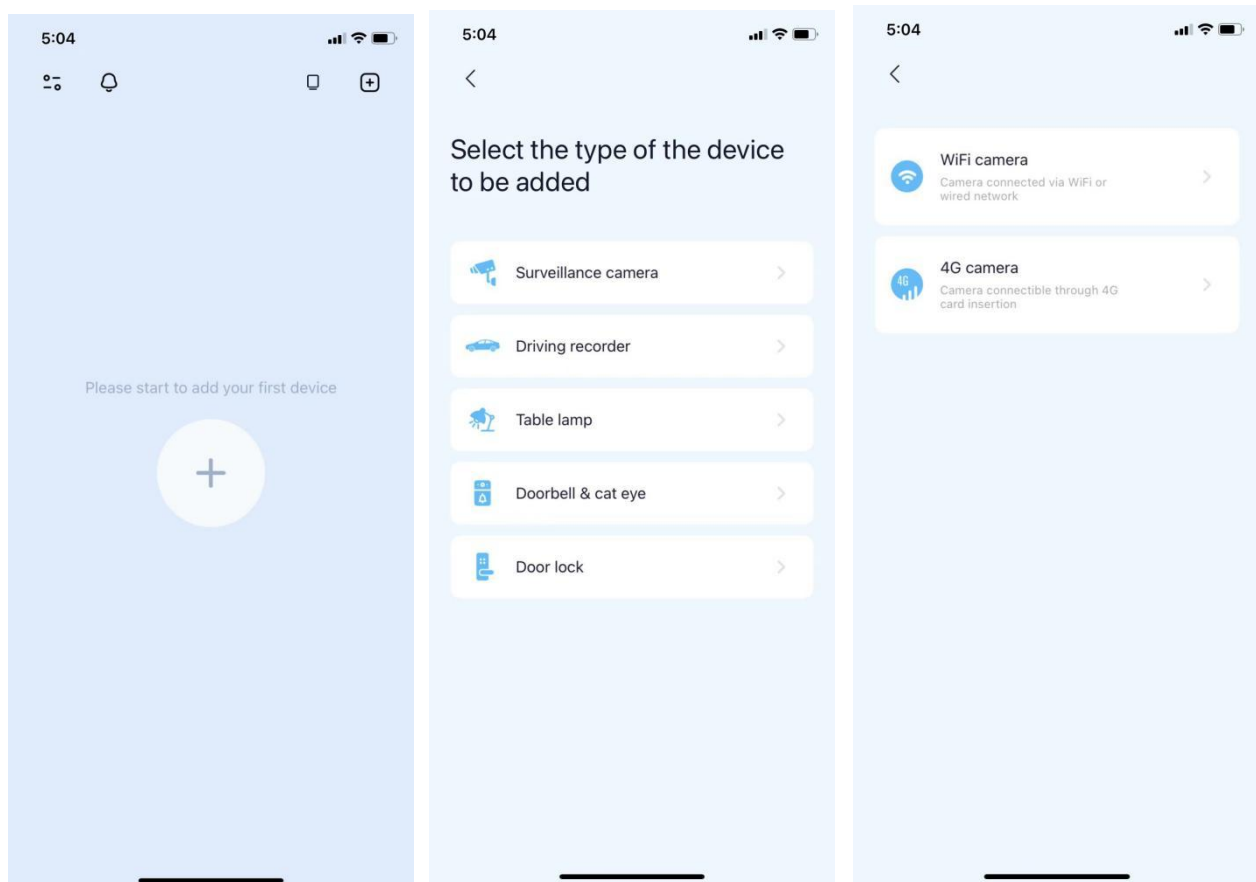 5:04
Please start to add your first device
5:04
Select the type of the device
to be added
Surveillance camera
Driving recorder
Table lamp
Doorbell & cat eye
Door lock
5:04
WiFi camera
Camera connected via WiFi or
wired network
4G
4G camera
Camera connectible through 4G
card insertion